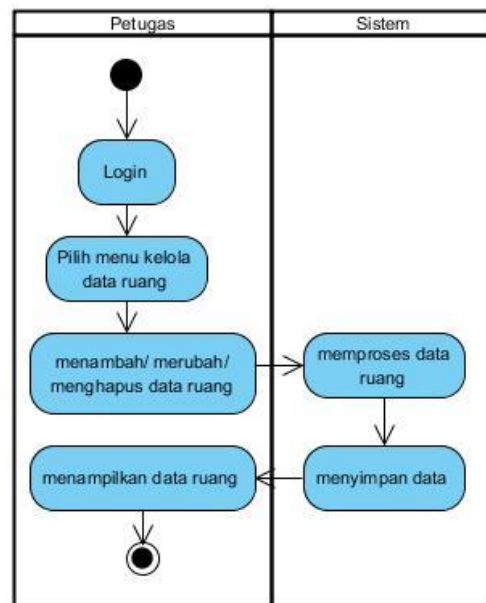 Petugas
Sistem
Login
Pilih menu kelola
data ruang
menambah/ merubah/
menghapus data ruang
memproses data
ruang
menampilkan data ruang
menyimpan data